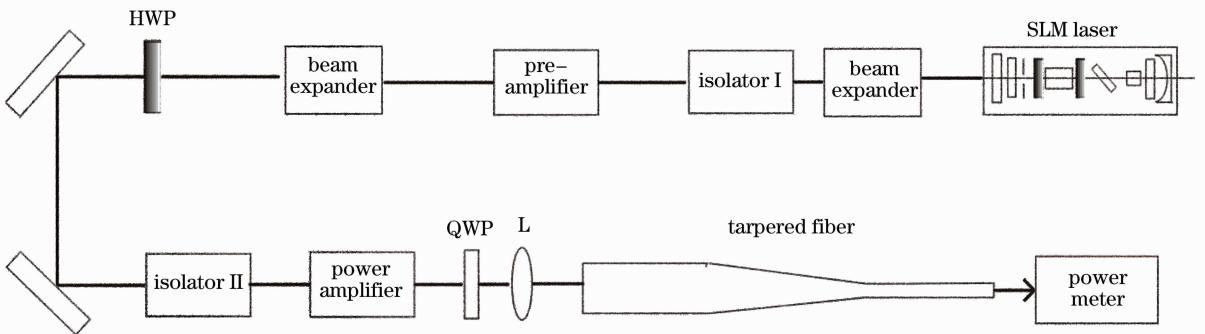 HWP
SLM laser
beam
expander
pre-
amplifier
isolator I
beam
expander
QWP
L
tarpered fiber
isolator II
power
amplifier
power
meter